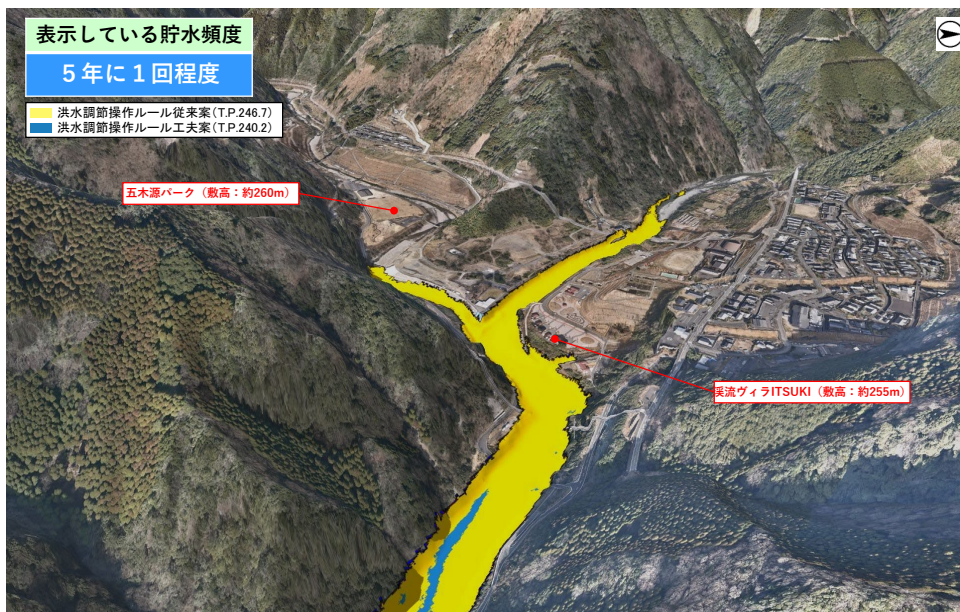 表示している貯水頻度
5年に1回程度
洪水調節操作ルール従来案(T.P.246.7)
洪水調節操作ルール工夫案(T.P.240.2)
五木源パーク（敷高：約260m）
渓流ヴィラITSUKI（敷高：約255m）